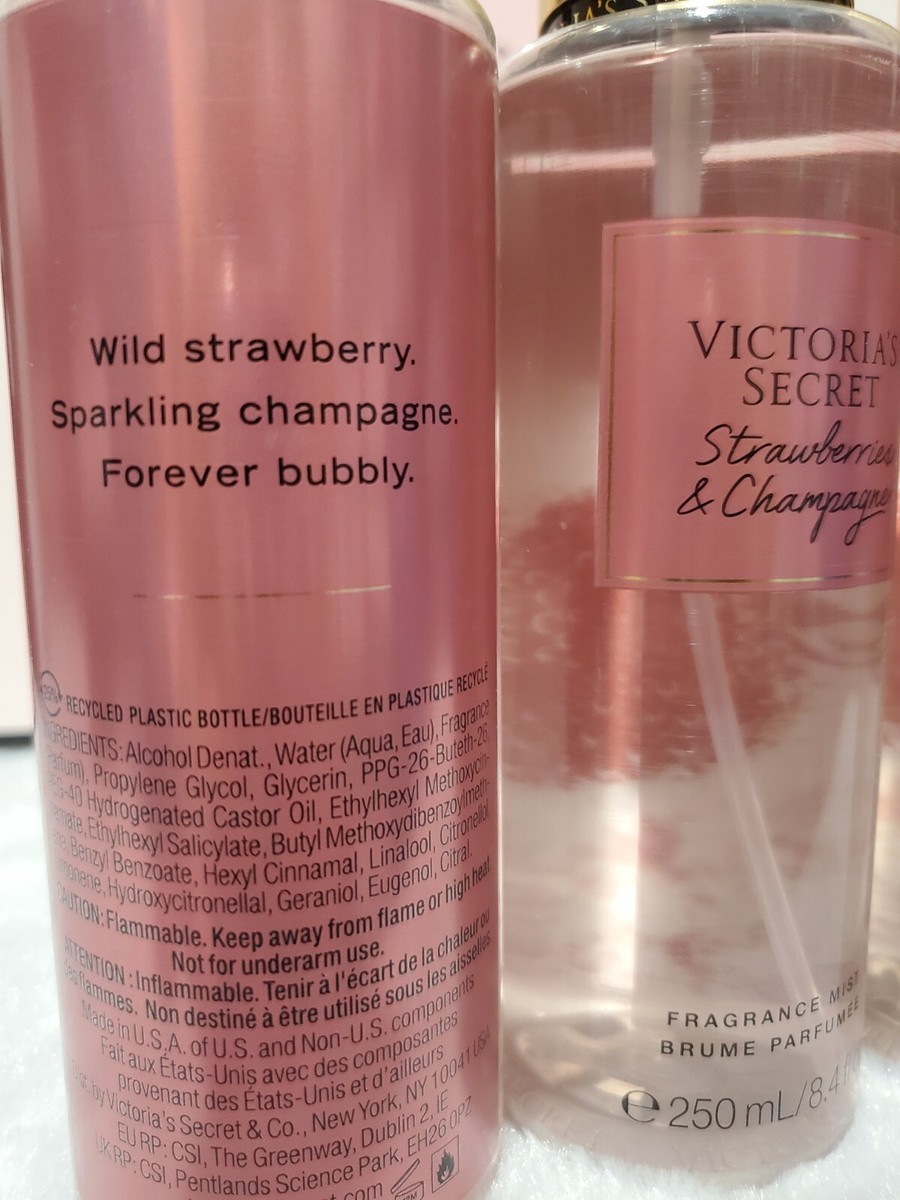 Wild strawberry.
Sparkling champagne.
Forever bubbly.
25% RECYCLED PLASTIC BOTTLE/BOUTEILLE EN PLASTIQUE RECYCLÉ
INGREDIENTS: Alcohol Denat., Water (Aqua, Eau), Fragrance
(Parfum), Propylene Glycol, Glycerin, PPG-26-Buteth-26,
PEG-40 Hydrogenated Castor Oil, Ethylhexyl Methoxycin-
namate, Ethylhexyl Salicylate, Butyl Methoxydibenzoylmeth-
ane, Benzyl Benzoate, Hexyl Cinnamal, Linalool, Citronellol,
Limonene, Hydroxycitronellal, Geraniol, Eugenol, Citral.
CAUTION: Flammable. Keep away from flame or high heat.
Not for underarm use.
ATTENTION : Inflammable. Tenir à l'écart de la chaleur ou
des flammes. Non destiné à être utilisé sous les aisselles.
Made in U.S.A. of U.S. and Non-U.S. components
Fait aux États-Unis avec des composantes
provenant des États-Unis et d'ailleurs
Dist. by Victoria's Secret & Co., New York, NY 10041 USA
EU RP: CSI, The Greenway, Dublin 2, IE
UK RP: CSI, Pentlands Science Park, EH26 0PZ
VICTORIA'S
SECRET
Strawberries
& Champagne
FRAGRANCE MIST
BRUME PARFUMÉE
℮ 250 mL/8.4